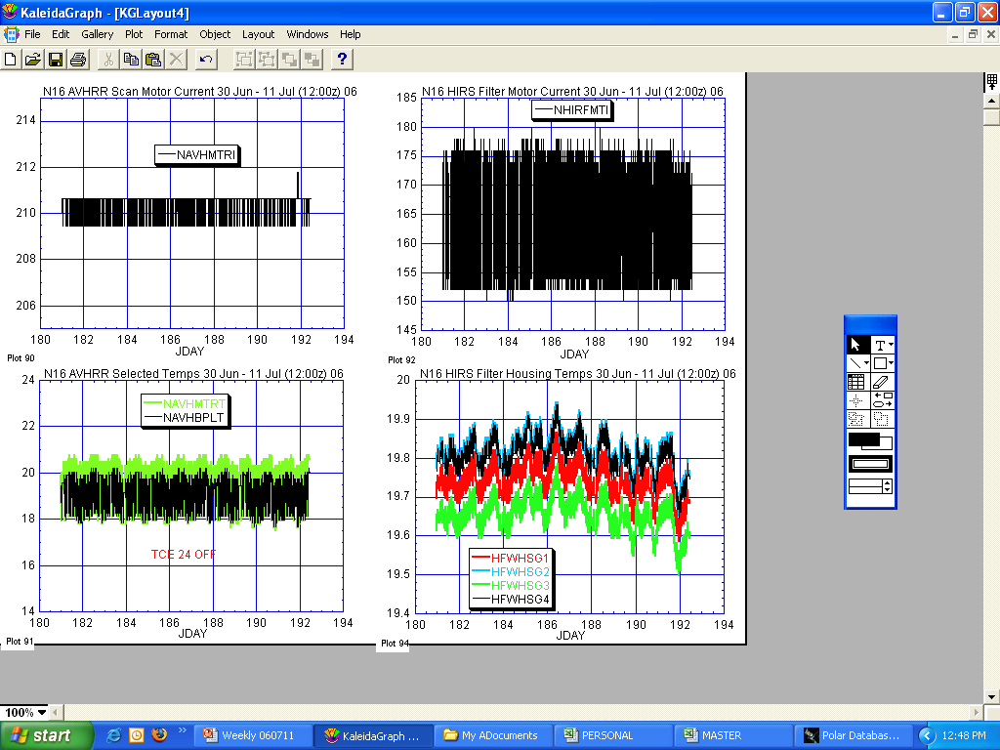 KaleidaGraph - [KGLayout4]
File Edit Gallery Plot Format Object Layout Windows Help
N16 AVHRR Scan Motor Current 30 Jun - 11 Jul (12:00z) 06
214
212
210
208
206
NAVHMTRI
180 182 184 186 188 190 192 194
JDAY
Plot 90
N16 HIRS Filter Motor Current 30 Jun - 11 Jul (12:00z) 06
185
180
175
170
165
160
155
150
145
NHIRFMTI
180 182 184 186 188 190 192 194
JDAY
Plot 92
N16 AVHRR Selected Temps 30 Jun - 11 Jul (12:00z) 06
24
22
20
18
16
14
NAVHMTRT
NAVHBPLT
TCE 24 OFF
180 182 184 186 188 190 192 194
JDAY
Plot 91
N16 HIRS Filter Housing Temps 30 Jun - 11 Jul (12:00z) 06
20
19.9
19.8
19.7
19.6
19.5
19.4
HFWHSG1
HFWHSG2
HFWHSG3
HFWHSG4
180 182 184 186 188 190 192 194
JDAY
Plot 94
T
100%
start
Weekly 060711
KaleidaGraph ...
My ADocuments
PERSONAL
MASTER
Polar Databas...
12:48 PM